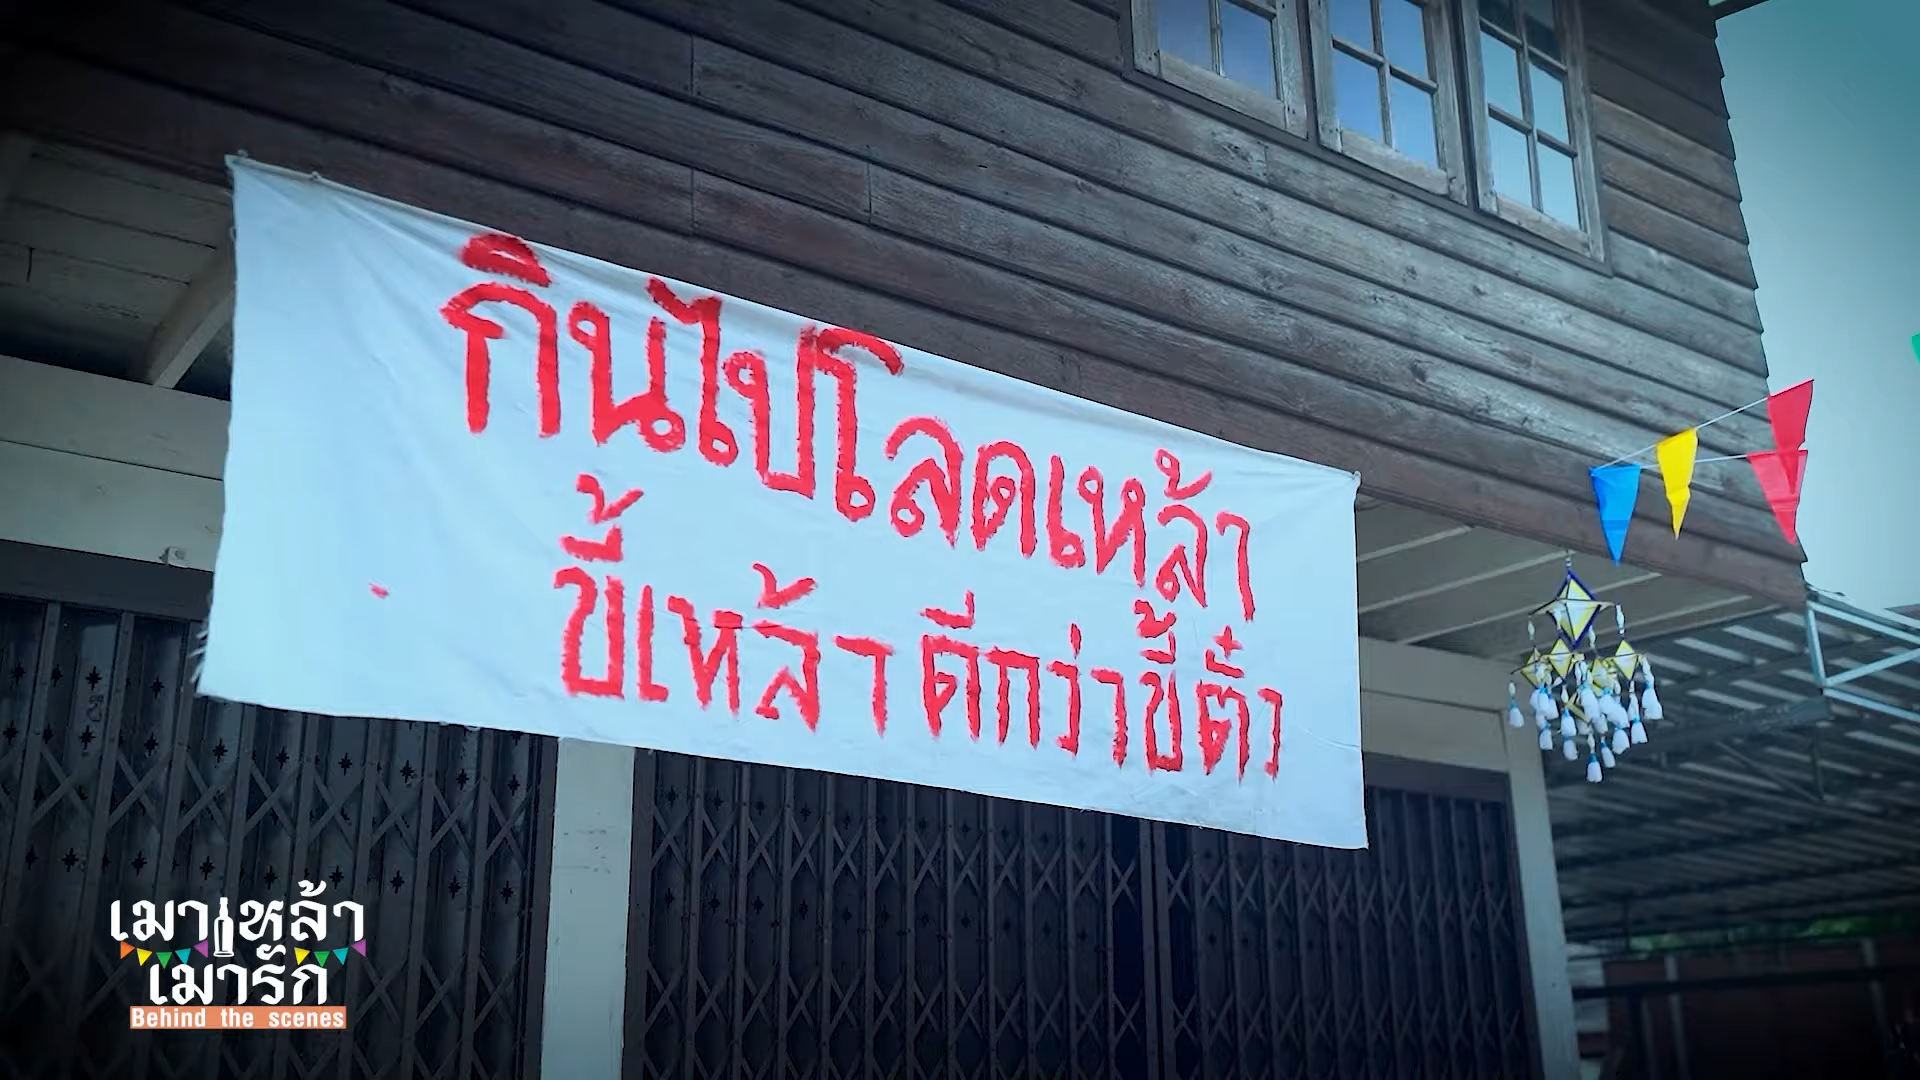 กินไปโลดเหล้า
ขี้เหล้า ดีกว่าขี้ตั๋ว
เมาเหล้า
เมารัก
Behind the scenes